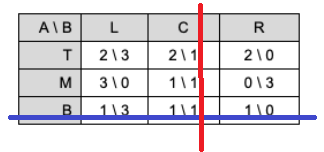 A \ B L C R
T 2 \ 3 2 \ 1 2 \ 0
M 3 \ 0 1 \ 1 0 \ 3
B 1 \ 3 1 \ 1 1 \ 0